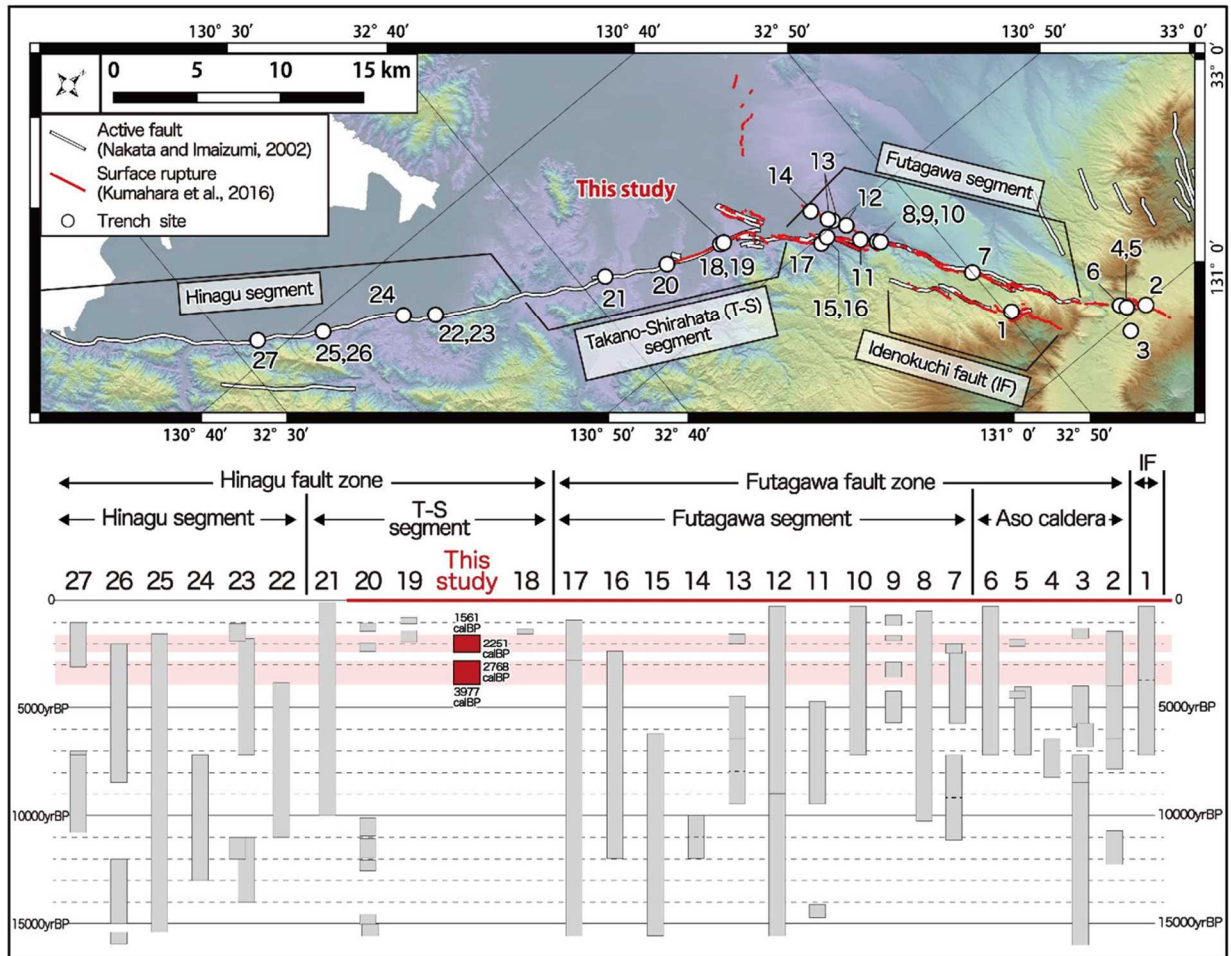 130° 30′ 32° 40′ 130° 40′ 32° 50′ 130° 50′ 33° 0′
0 5 10 15 km
Active fault
(Nakata and Imaizumi, 2002)
Surface rupture
(Kumahara et al., 2016)
Trench site
33°
0′
131°
This study
Futagawa segment
14
13
12
8,9,10
7
4,5
6
2
3
1
11
15,16
17
18,19
20
21
22,23
24
25,26
27
Hinagu segment
Takano-Shirahata (T-S)
segment
Idenokuchi fault (IF)
130° 40′ 32° 30′ 130° 50′ 32° 40′ 131° 0′ 32° 50′
Hinagu fault zone Futagawa fault zone IF
Hinagu segment T-S
segment Futagawa segment Aso caldera
This
study
27 26 25 24 23 22 21 20 19 18 17 16 15 14 13 12 11 10 9 8 7 6 5 4 3 2 1
0 0
1561
calBP
2251
calBP
2768
calBP
3977
calBP
5000yrBP 5000yrBP
10000yrBP 10000yrBP
15000yrBP 15000yrBP